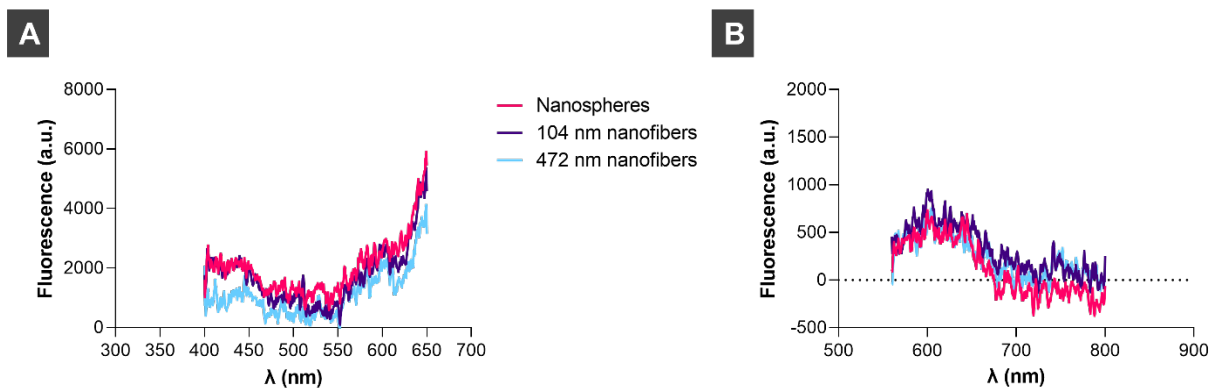 A
B
8000
6000
4000
2000
0
Fluorescence (a.u.)
300 350 400 450 500 550 600 650 700
λ (nm)
Nanospheres
104 nm nanofibers
472 nm nanofibers
2000
1500
1000
500
0
-500
Fluorescence (a.u.)
500 600 700 800 900
λ (nm)